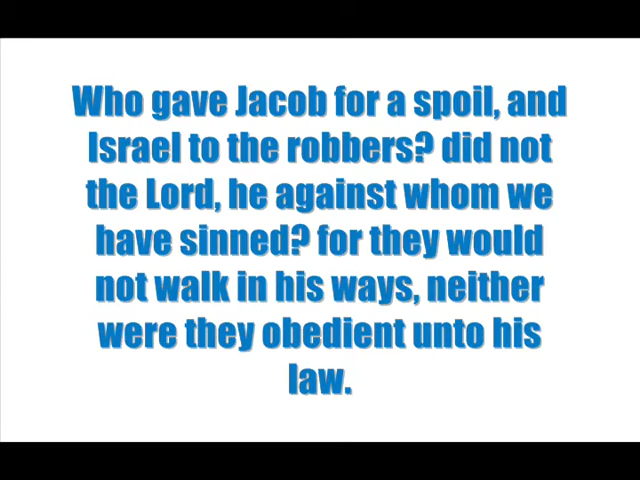 Who gave Jacob for a spoil, and
Israel to the robbers? did not
the Lord, he against whom we
have sinned? for they would
not walk in his ways, neither
were they obedient unto his
law.